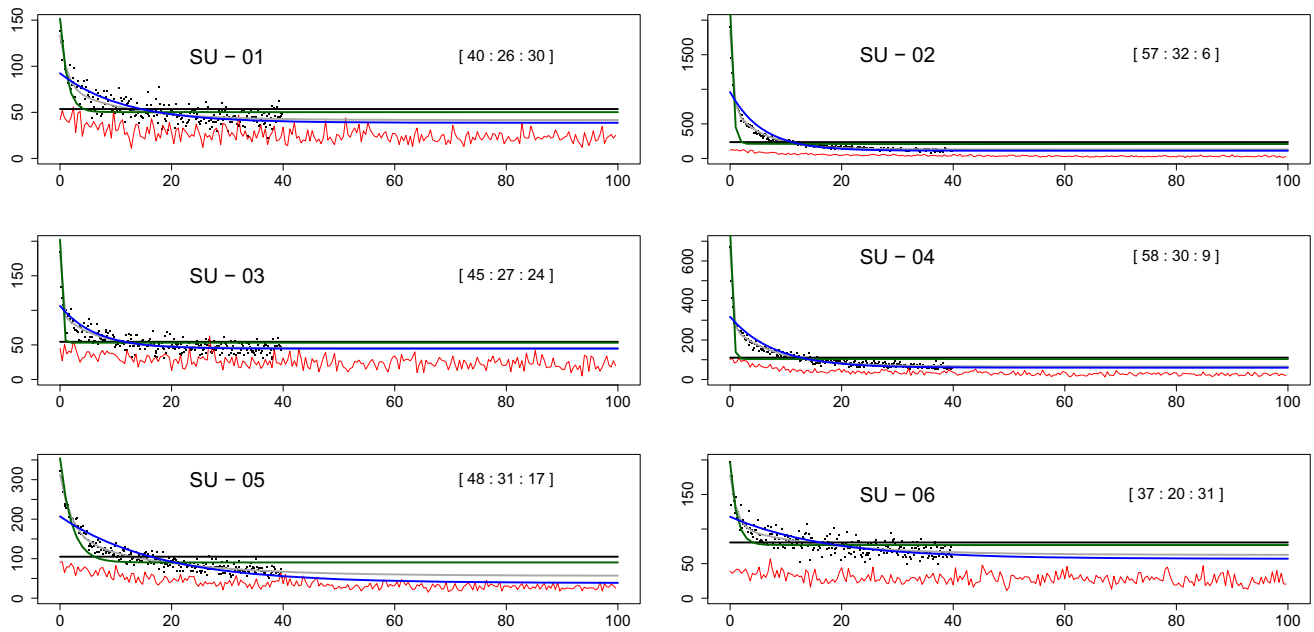 SU − 01
[ 40 : 26 : 30 ]
0 50 100 150
0 20 40 60 80 100
SU − 02
[ 57 : 32 : 6 ]
0 500 1500
0 20 40 60 80 100
SU − 03
[ 45 : 27 : 24 ]
0 50 150
0 20 40 60 80 100
SU − 04
[ 58 : 30 : 9 ]
0 200 400 600
0 20 40 60 80 100
SU − 05
[ 48 : 31 : 17 ]
0 100 200 300
0 20 40 60 80 100
SU − 06
[ 37 : 20 : 31 ]
0 50 150
0 20 40 60 80 100